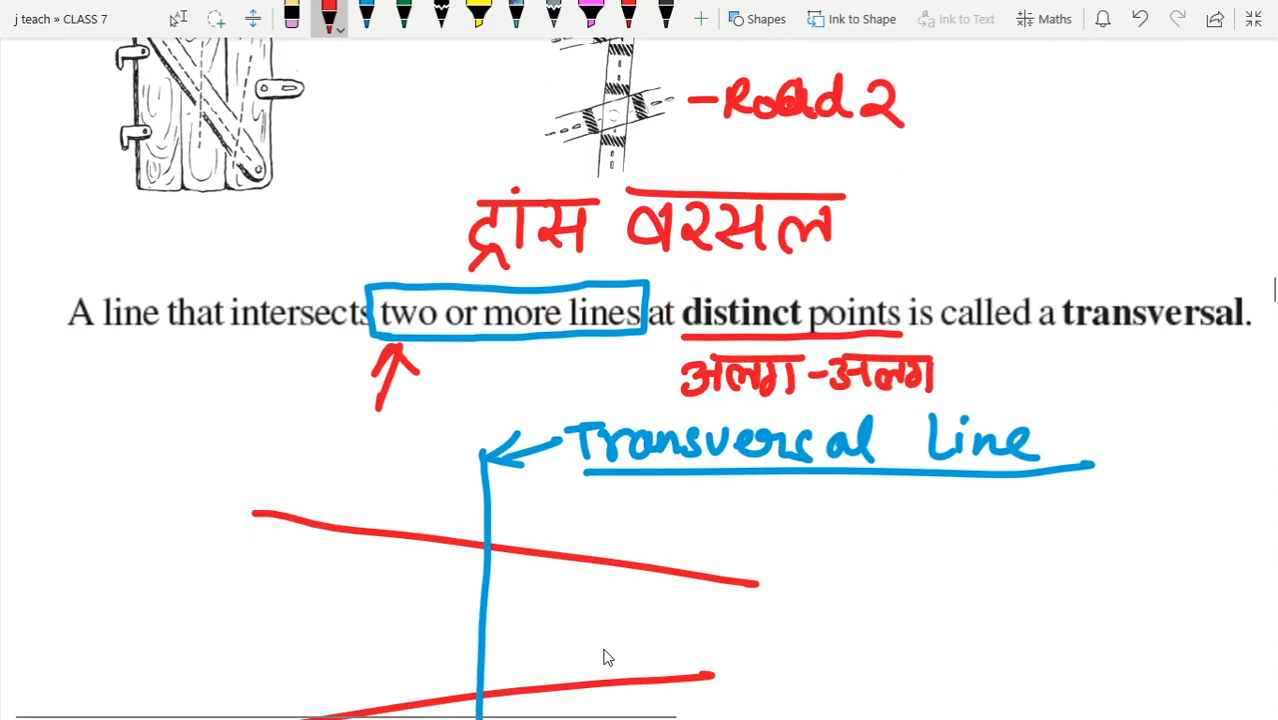 j teach » CLASS 7
Shapes
Ink to Shape
Ink to Text
Maths
-Road 2
ट्रांस बरसल
A line that intersects two or more lines at distinct points is called a transversal.
अलग-अलग
Transversal Line